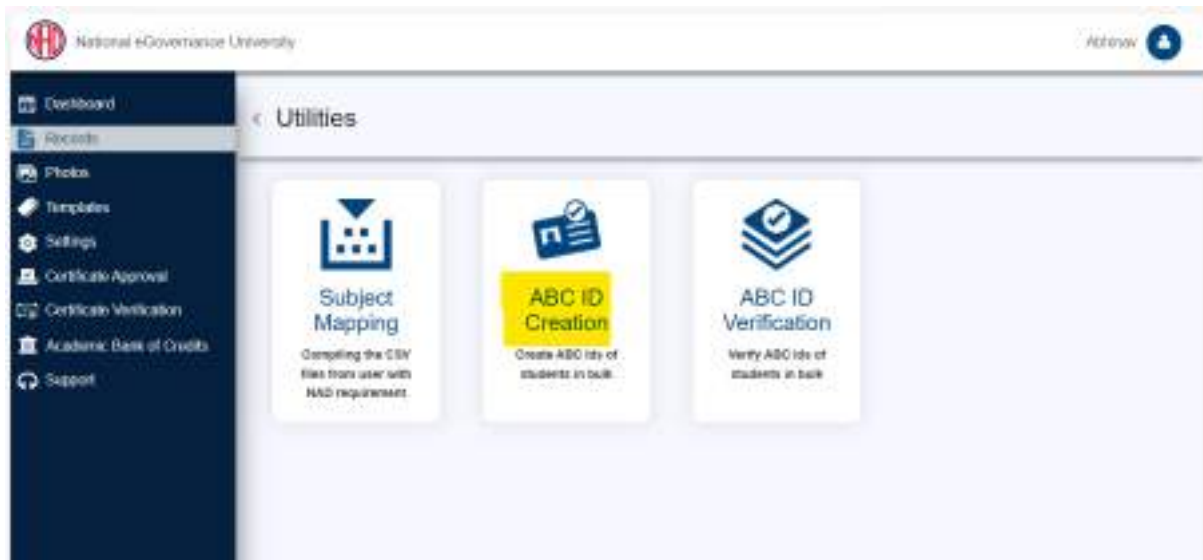 National eGovernance University
Abhinav
Dashboard
Records
Photos
Templates
Settings
Certificate Approval
Certificate Verification
Academic Bank of Credits
Support
Utilities
Subject
Mapping
Compiling the CSV
files from user with
NAD requirement
ABC ID
Creation
Create ABC Ids of
students in bulk
ABC ID
Verification
Verify ABC Ids of
students in bulk